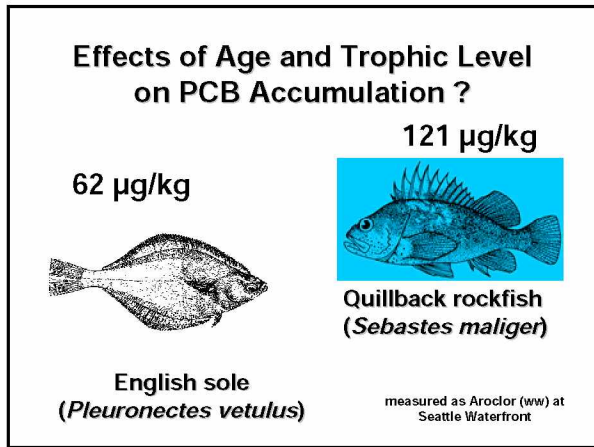 Effects of Age and Trophic Level
on PCB Accumulation ?
121 µg/kg
62 µg/kg
Quillback rockfish
(Sebastes maliger)
English sole
(Pleuronectes vetulus)
measured as Aroclor (ww) at
Seattle Waterfront